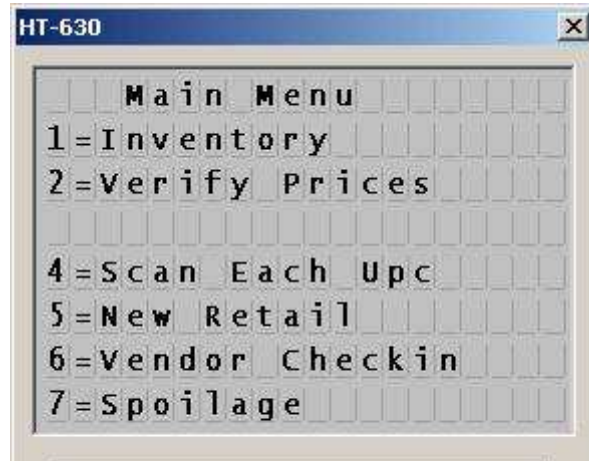 HT-630
Main Menu
1=Inventory
2=Verify Prices
4=Scan Each Upc
5=New Retail
6=Vendor Checkin
7=Spoilage